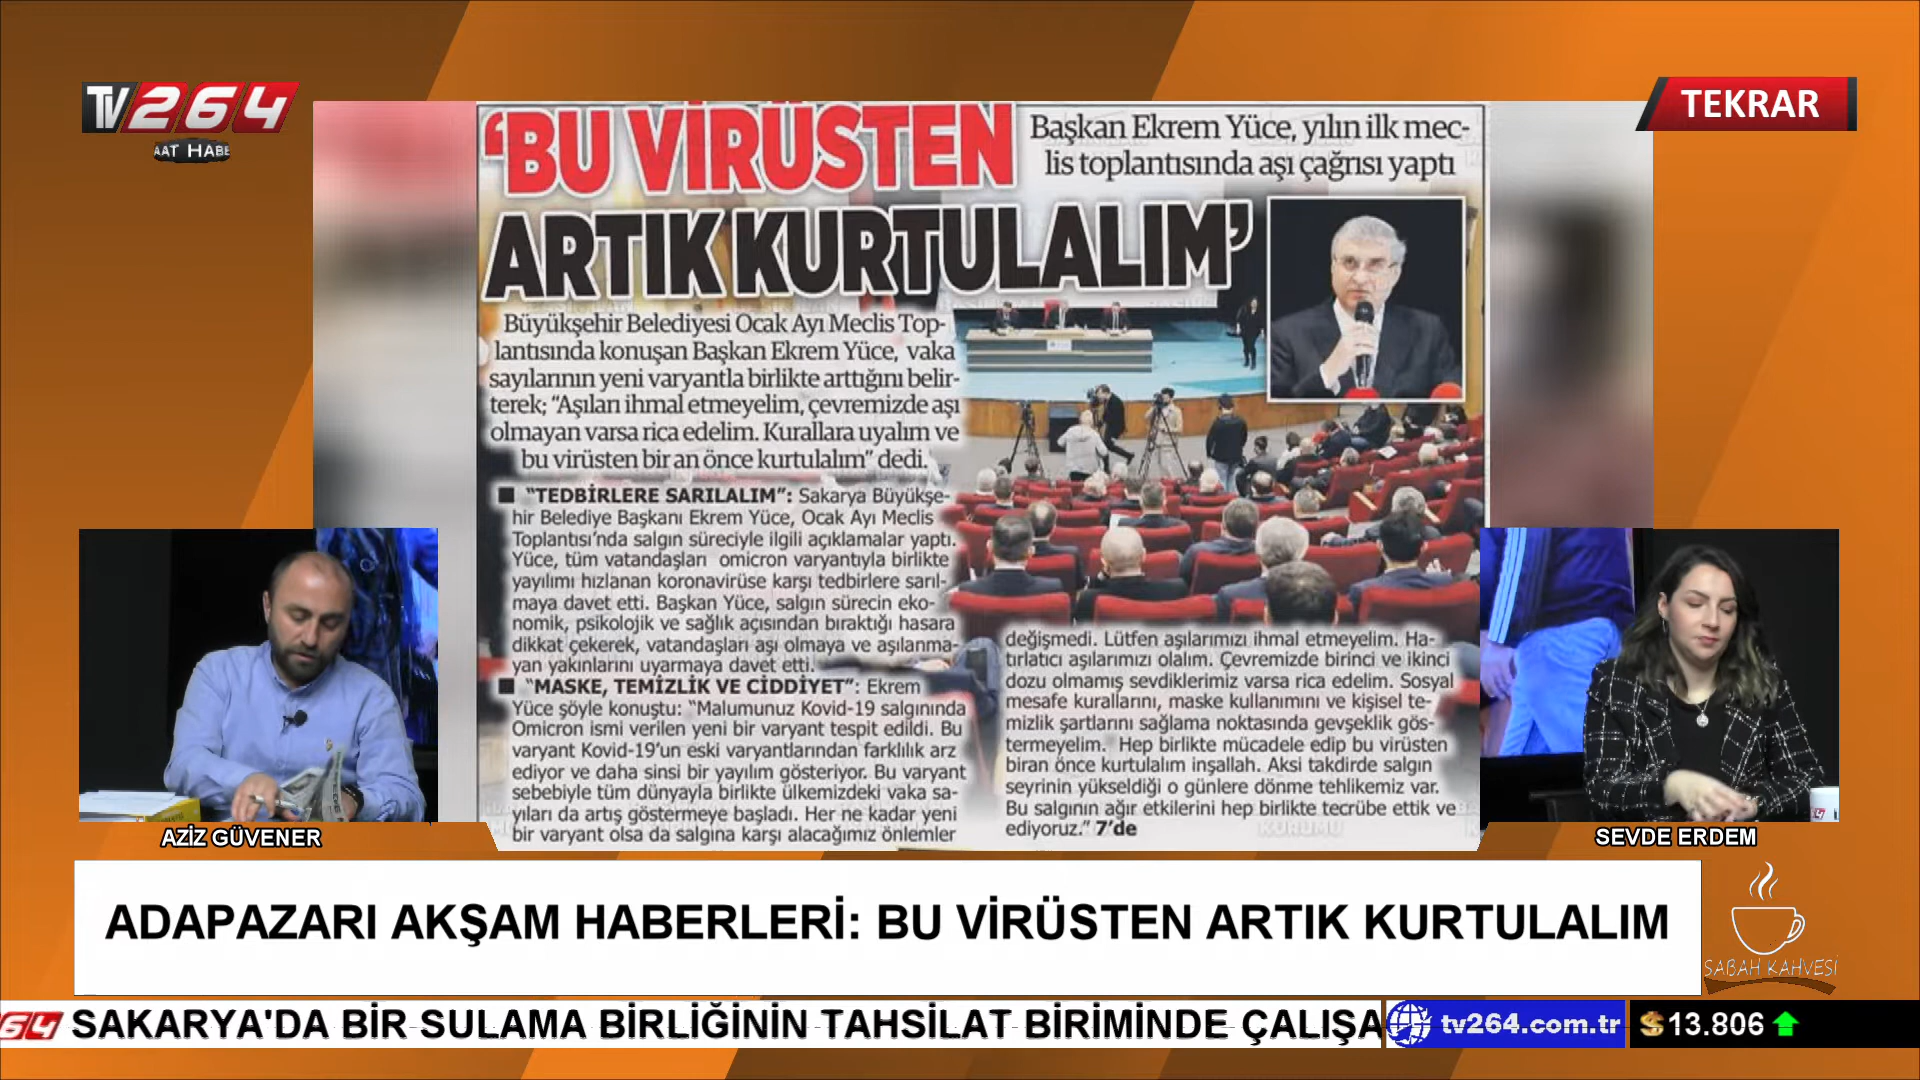 TV264
AAT HABE
TEKRAR
‘BU VİRÜSTEN
ARTIK KURTULALIM’
Başkan Ekrem Yüce, yılın ilk mec-
lis toplantısında aşı çağrısı yaptı
Büyükşehir Belediyesi Ocak Ayı Meclis Top-
lantısında konuşan Başkan Ekrem Yüce, vaka
sayılarının yeni varyantla birlikte arttığını belir-
terek; “Aşıları ihmal etmeyelim, çevremizde aşı
olmayan varsa rica edelim. Kurallara uyalım ve
bu virüsten bir an önce kurtulalım” dedi.
■ “TEDBİRLERE SARILALIM”: Sakarya Büyükşe-
hir Belediye Başkanı Ekrem Yüce, Ocak Ayı Meclis
Toplantısı’nda salgın süreciyle ilgili açıklamalar yaptı.
Yüce, tüm vatandaşları omicron varyantıyla birlikte
yayılımı hızlanan koronavirüse karşı tedbirlere sarıl-
maya davet etti. Başkan Yüce, salgın sürecin eko-
nomik, psikolojik ve sağlık açısından bıraktığı hasara
dikkat çekerek, vatandaşları aşı olmaya ve aşılanma-
yan yakınlarını uyarmaya davet etti.
■ “MASKE, TEMİZLİK VE CİDDİYET”: Ekrem
Yüce şöyle konuştu: “Malumunuz Kovid-19 salgınında
Omicron ismi verilen yeni bir varyant tespit edildi. Bu
varyant Kovid-19’un eski varyantlarından farklılık arz
ediyor ve daha sinsi bir yayılım gösteriyor. Bu varyant
sebebiyle tüm dünyayla birlikte ülkemizdeki vaka sa-
yıları da artış göstermeye başladı. Her ne kadar yeni
bir varyant olsa da salgına karşı alacağımız önlemler
değişmedi. Lütfen aşılarımızı ihmal etmeyelim. Ha-
tırlatıcı aşılarımızı olalım. Çevremizde birinci ve ikinci
dozu olmamış sevdiklerimiz varsa rica edelim. Sosyal
mesafe kurallarını, maske kullanımını ve kişisel te-
mizlik şartlarını sağlama noktasında gevşeklik gös-
termeyelim. Hep birlikte mücadele edip bu virüsten
biran önce kurtulalım inşallah. Aksi takdirde salgın
seyrinin yükseldiği o günlere dönme tehlikemiz var.
Bu salgının ağır etkilerini hep birlikte tecrübe ettik ve
ediyoruz.” 7’de
AZİZ GÜVENER
SEVDE ERDEM
ADAPAZARI AKŞAM HABERLERİ: BU VİRÜSTEN ARTIK KURTULALIM
SABAH KAHVESİ
264 SAKARYA'DA BİR SULAMA BİRLİĞİNİN TAHSİLAT BİRİMİNDE ÇALIŞA
tv264.com.tr
$13.806